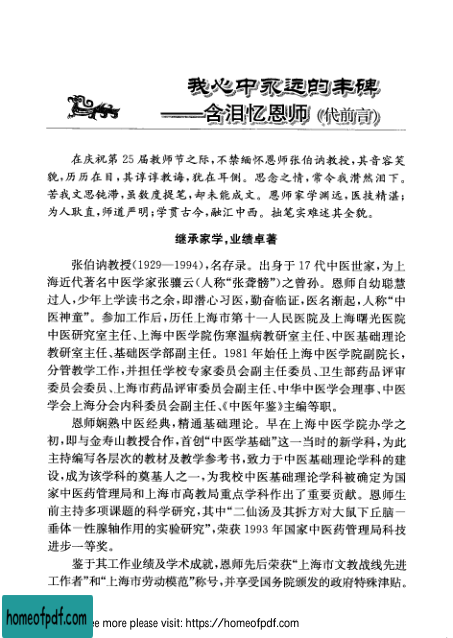 我心中永远的丰碑
——含泪忆恩师(代前言)
在庆祝第 25 届教师节之际,不禁缅怀恩师张伯讷教授,其音容笑
貌,历历在目,其谆谆教诲,犹在耳侧。思念之情,常令我潸然泪下。
苦我文思钝滞,虽数度提笔,却未能成文。恩师家学渊远,医技精湛;
为人耿直,师道严明;学贯古今,融汇中西。拙笔实难述其全貌。
继承家学,业绩卓著
张伯讷教授(1929—1994),名存录。出身于 17 代中医世家,为上
海近代著名中医学家张骧云(人称“张聋髈”)之曾孙。恩师自幼聪慧
过人,少年上学读书之余,即潜心习医,勤奋临证,医名渐起,人称“中
医神童”。参加工作后,历任上海市第十一人民医院及上海曙光医院
中医研究室主任、上海中医学院伤寒温病教研室主任、中医基础理论
教研室主任、基础医学部副主任。1981 年始任上海中医学院副院长,
分管教学工作,并担任学校专家委员会副主任委员、卫生部药品评审
委员会委员、上海市药品评审委员会副主任、中华中医学会理事、中医
学会上海分会内科委员会副主任、《中医年鉴》主编等职。
恩师娴熟中医经典,精通基础理论。早在上海中医学院办学之
初,即与金寿山教授合作,首创“中医学基础”这一当时的新学科,为此
主持编写各层次的教材及教学参考书,致力于中医基础理论学科的建
设,成为该学科的奠基人之一,为我校中医基础理论学科被确定为国
家中医药管理局和上海市高教局重点学科作出了重要贡献。恩师生
前主持多项课题的科学研究,其中“二仙汤及其拆方对大鼠下丘脑—
垂体—性腺轴作用的实验研究”,荣获 1993 年国家中医药管理局科技
进步一等奖。
鉴于其工作业绩及学术成就,恩师先后荣获“上海市文教战线先进
工作者”和“上海市劳动模范”称号,并享受国务院颁发的政府特殊津贴。
homeofpdf.com
ee more please visit: https://homeofpdf.com